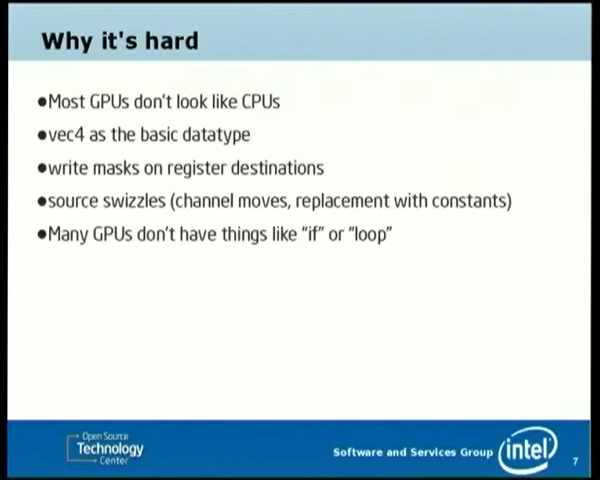 Why it's hard
●Most GPUs don't look like CPUs
●vec4 as the basic datatype
●write masks on register destinations
●source swizzles (channel moves, replacement with constants)
●Many GPUs don't have things like “if” or “loop”
Open Source
Technology
Center
Software and Services Group
intel
7